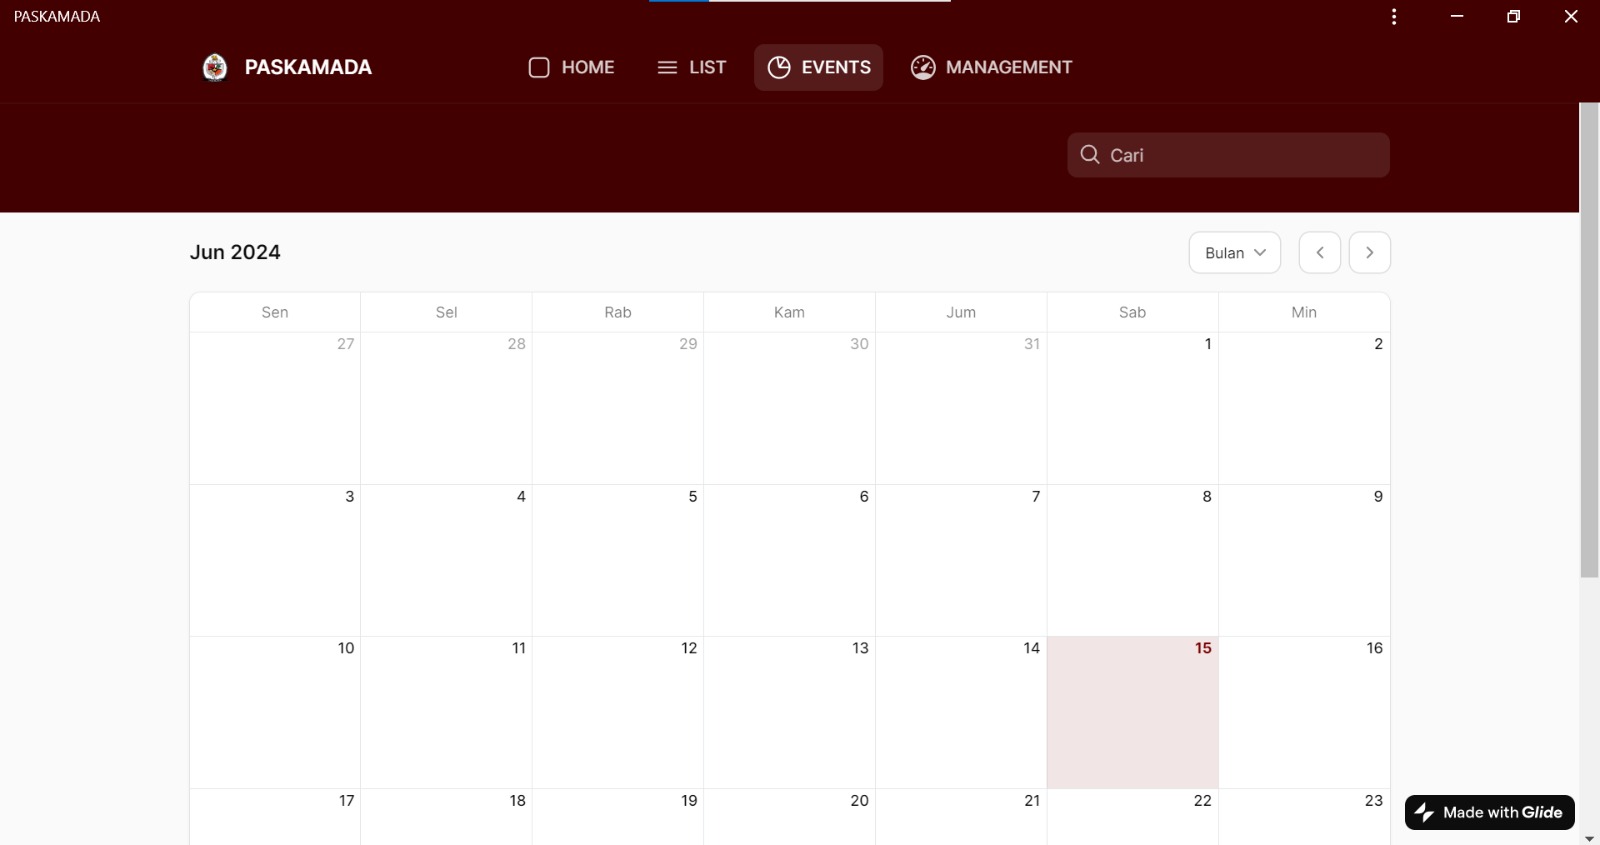 PASKAMADA
PASKAMADA HOME LIST EVENTS MANAGEMENT
Cari
Jun 2024 Bulan
Sen Sel Rab Kam Jum Sab Min
27 28 29 30 31 1 2
3 4 5 6 7 8 9
10 11 12 13 14 15 16
17 18 19 20 21 22 23
Made with Glide